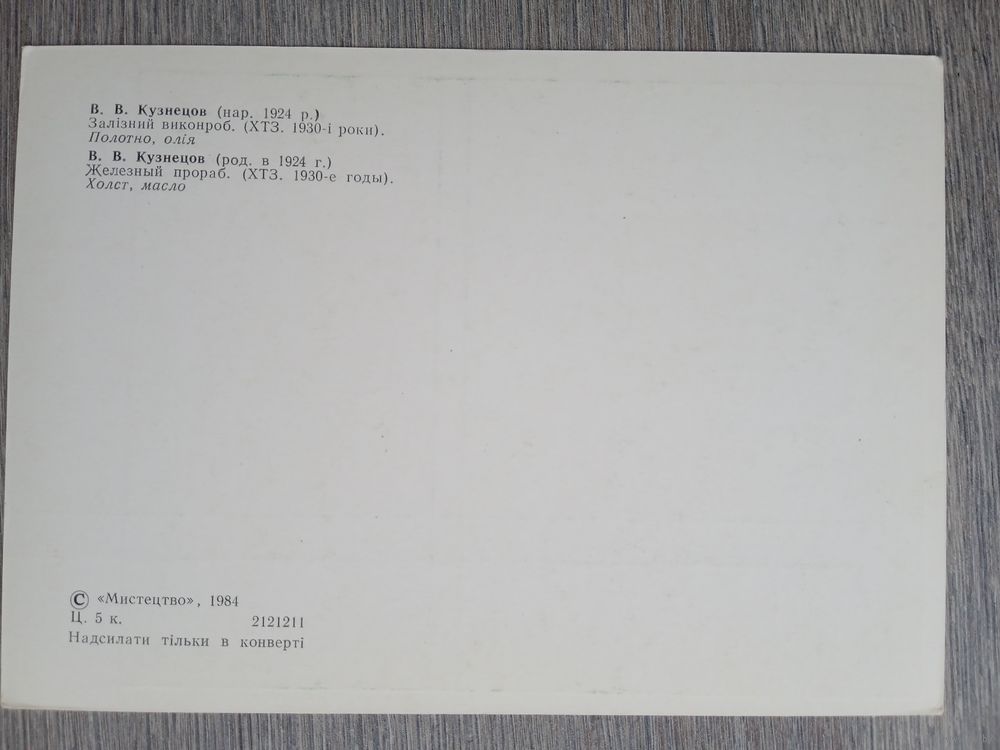 В. В. Кузнецов (нар. 1924 р.)
Залізний виконроб. (ХТЗ. 1930-і роки).
Полотно, олія
В. В. Кузнецов (род. в 1924 г.)
Железный прораб. (ХТЗ. 1930-е годы).
Холст, масло
© «Мистецтво», 1984
Ц. 5 к. 2121211
Надсилати тільки в конверті